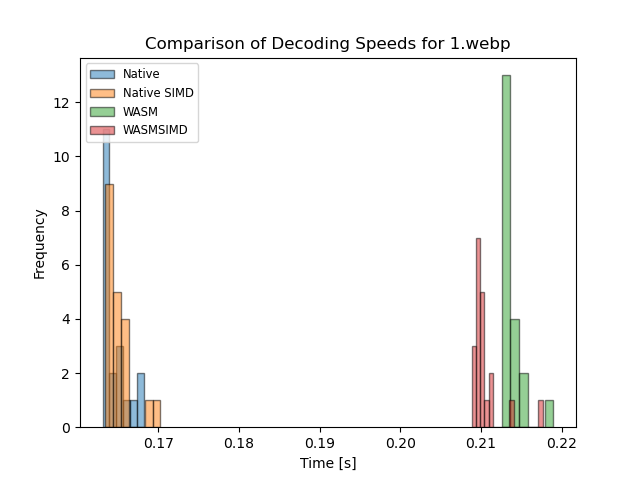 Comparison of Decoding Speeds for 1.webp
Native
Native SIMD
WASM
WASMSIMD
12
10
8
6
4
2
0
Frequency
0.17
0.18
0.19
0.20
0.21
0.22
Time [s]